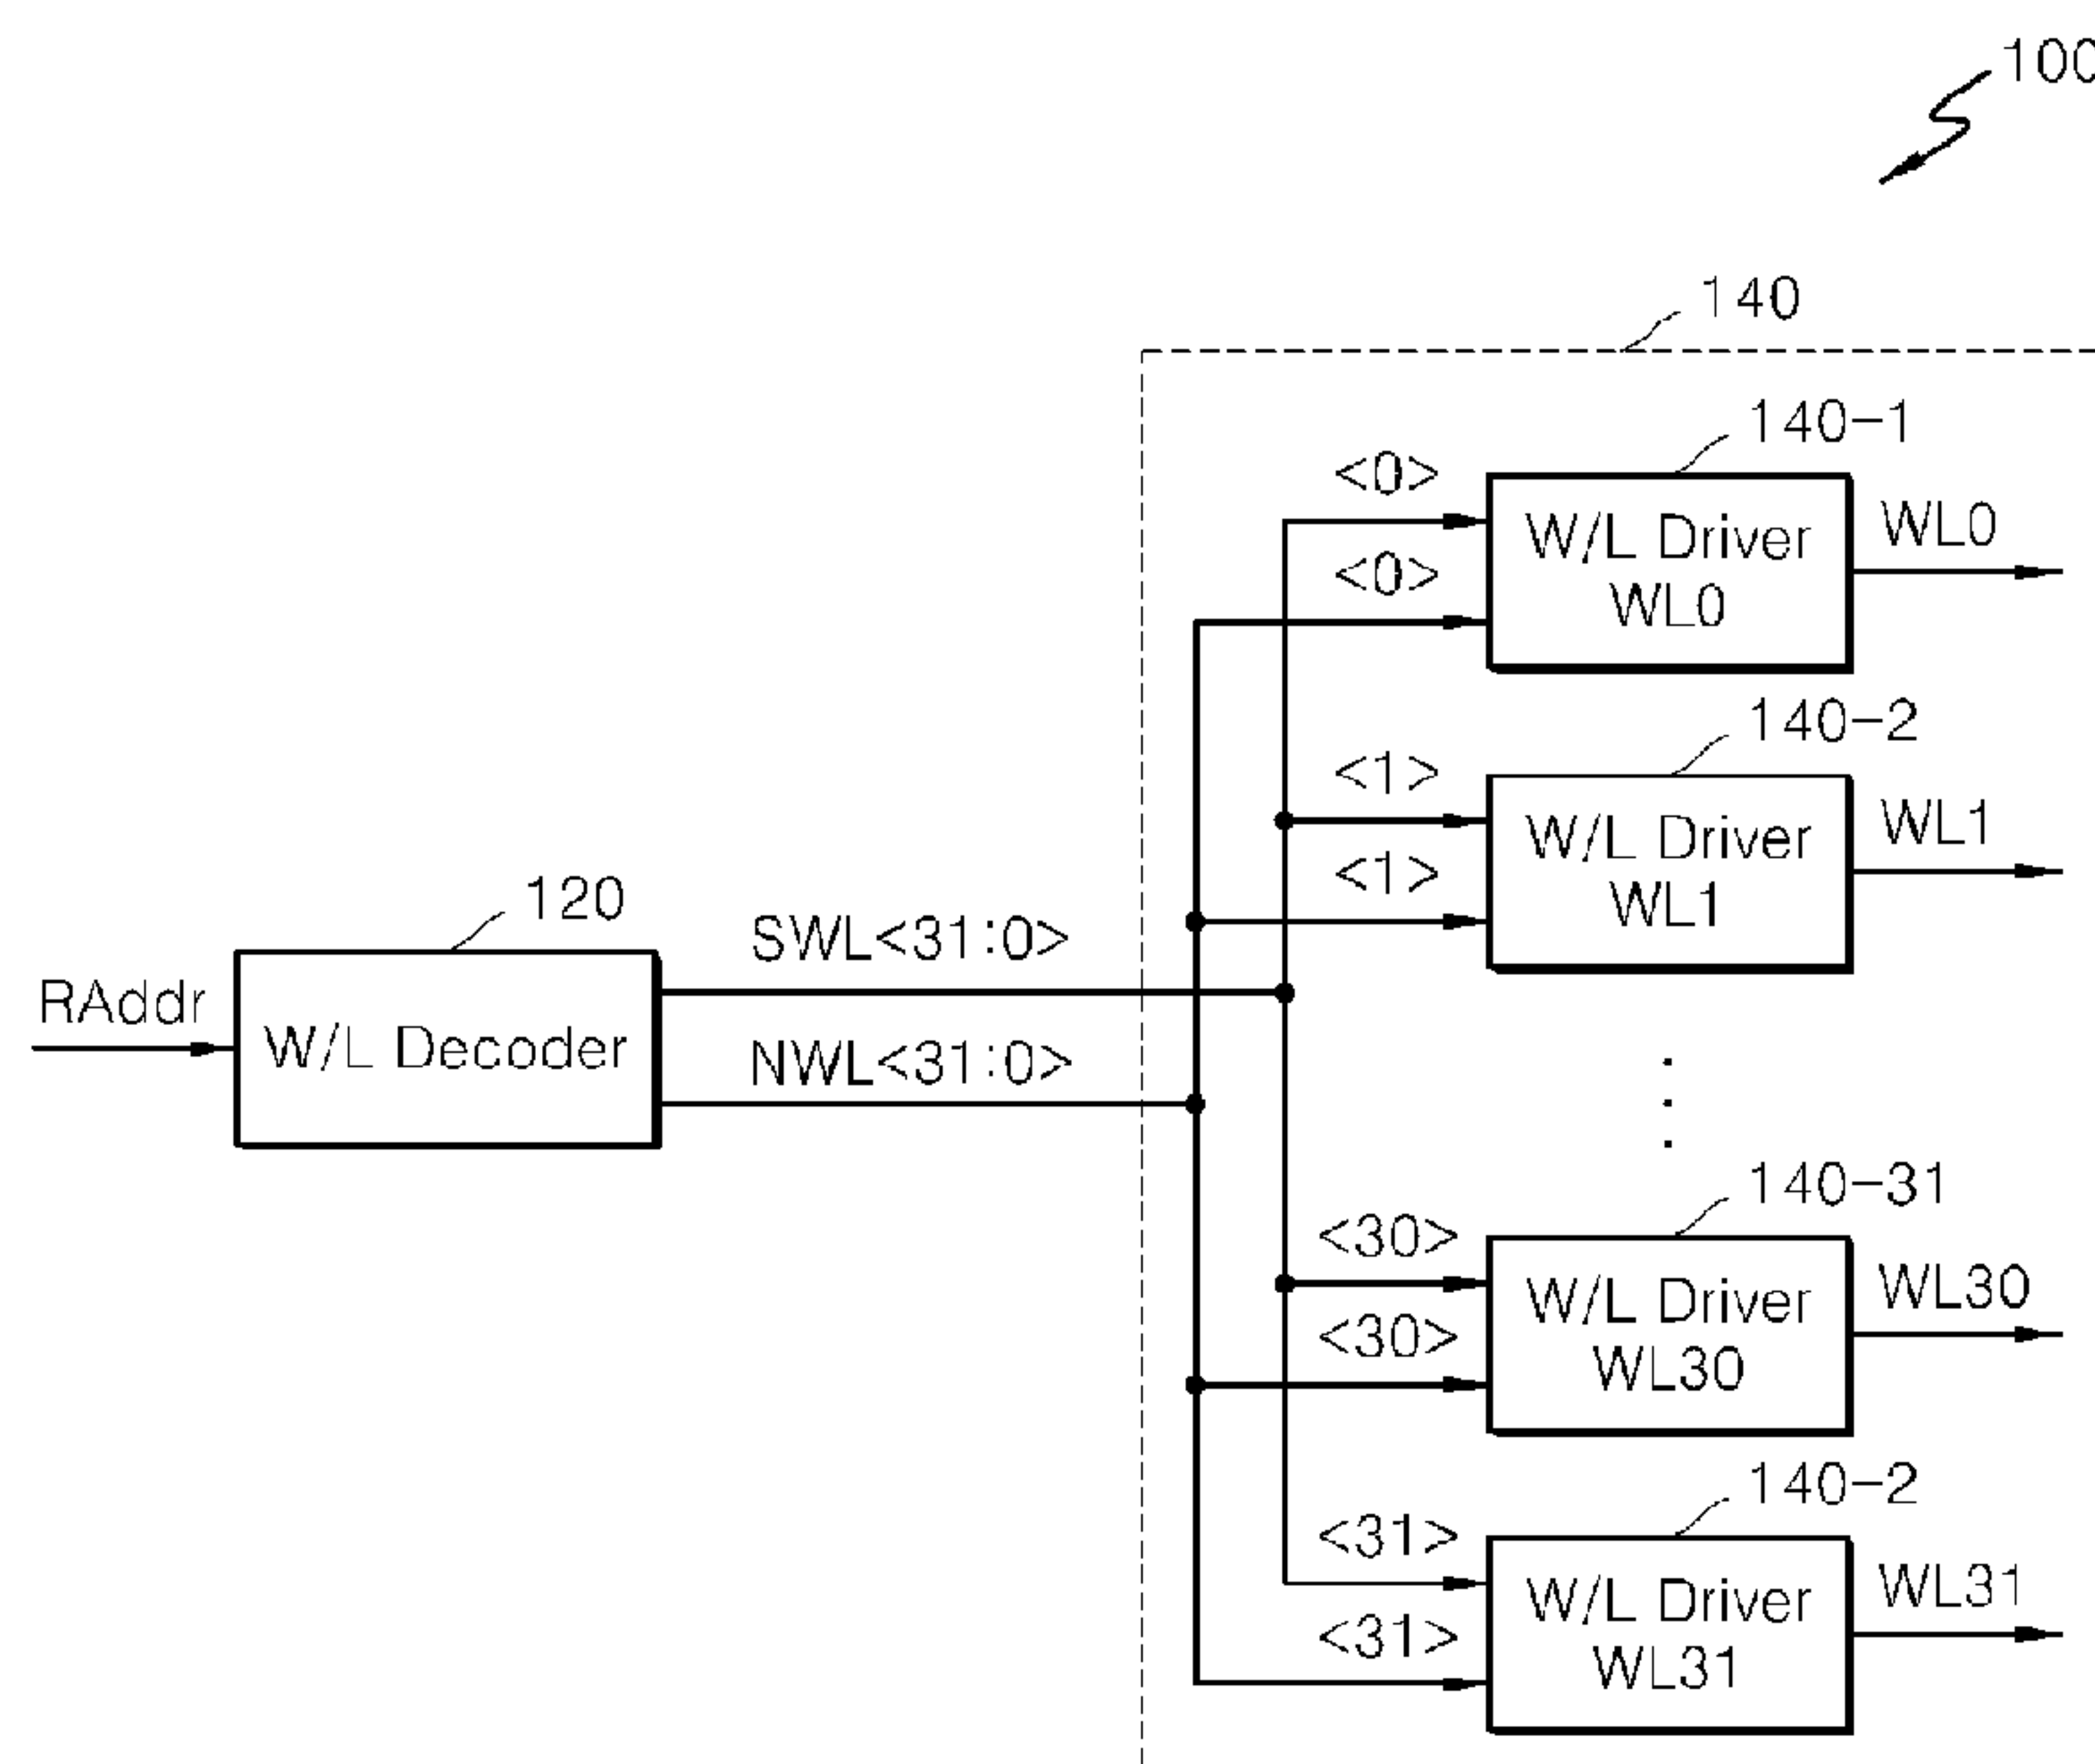 100
140
140-1
<0>
<0>
W/L Driver
WL0
WL0
140-2
<1>
<1>
W/L Driver
WL1
WL1
120
RAddr
W/L Decoder
SWL<31:0>
NWL<31:0>
140-31
<30>
<30>
W/L Driver
WL30
WL30
140-2
<31>
<31>
W/L Driver
WL31
WL31